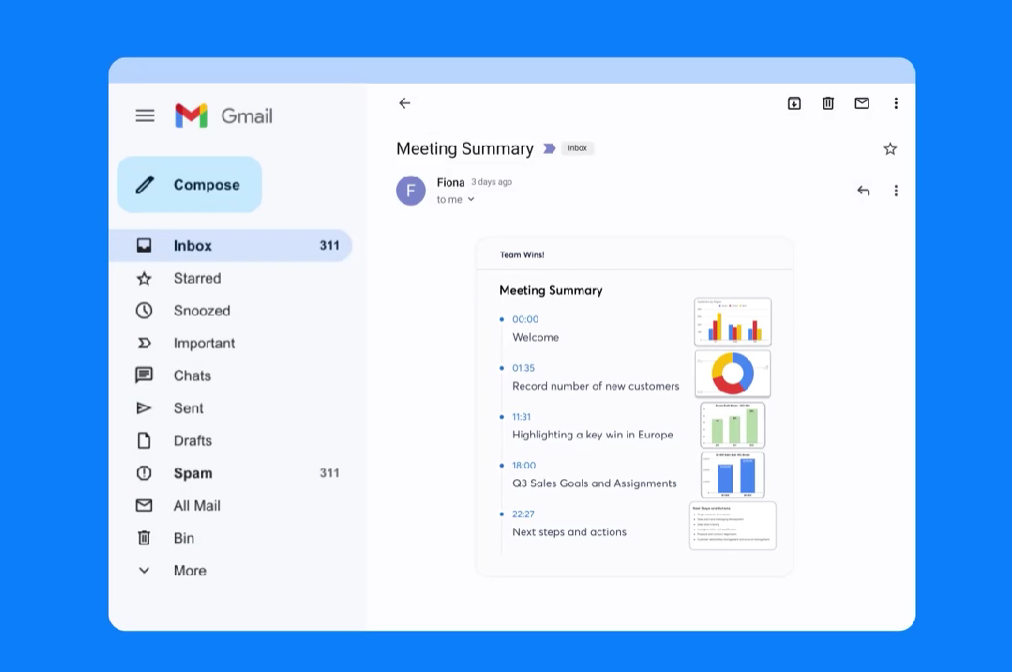 Gmail
Compose
Inbox 311
Starred
Snoozed
Important
Chats
Sent
Drafts
Spam 311
All Mail
Bin
More
Meeting Summary Inbox
F
Fiona 3 days ago
to me
Team Wins!
Meeting Summary
00:00
Welcome
01:35
Record number of new customers
11:31
Highlighting a key win in Europe
18:00
Q3 Sales Goals and Assignments
22:27
Next steps and actions